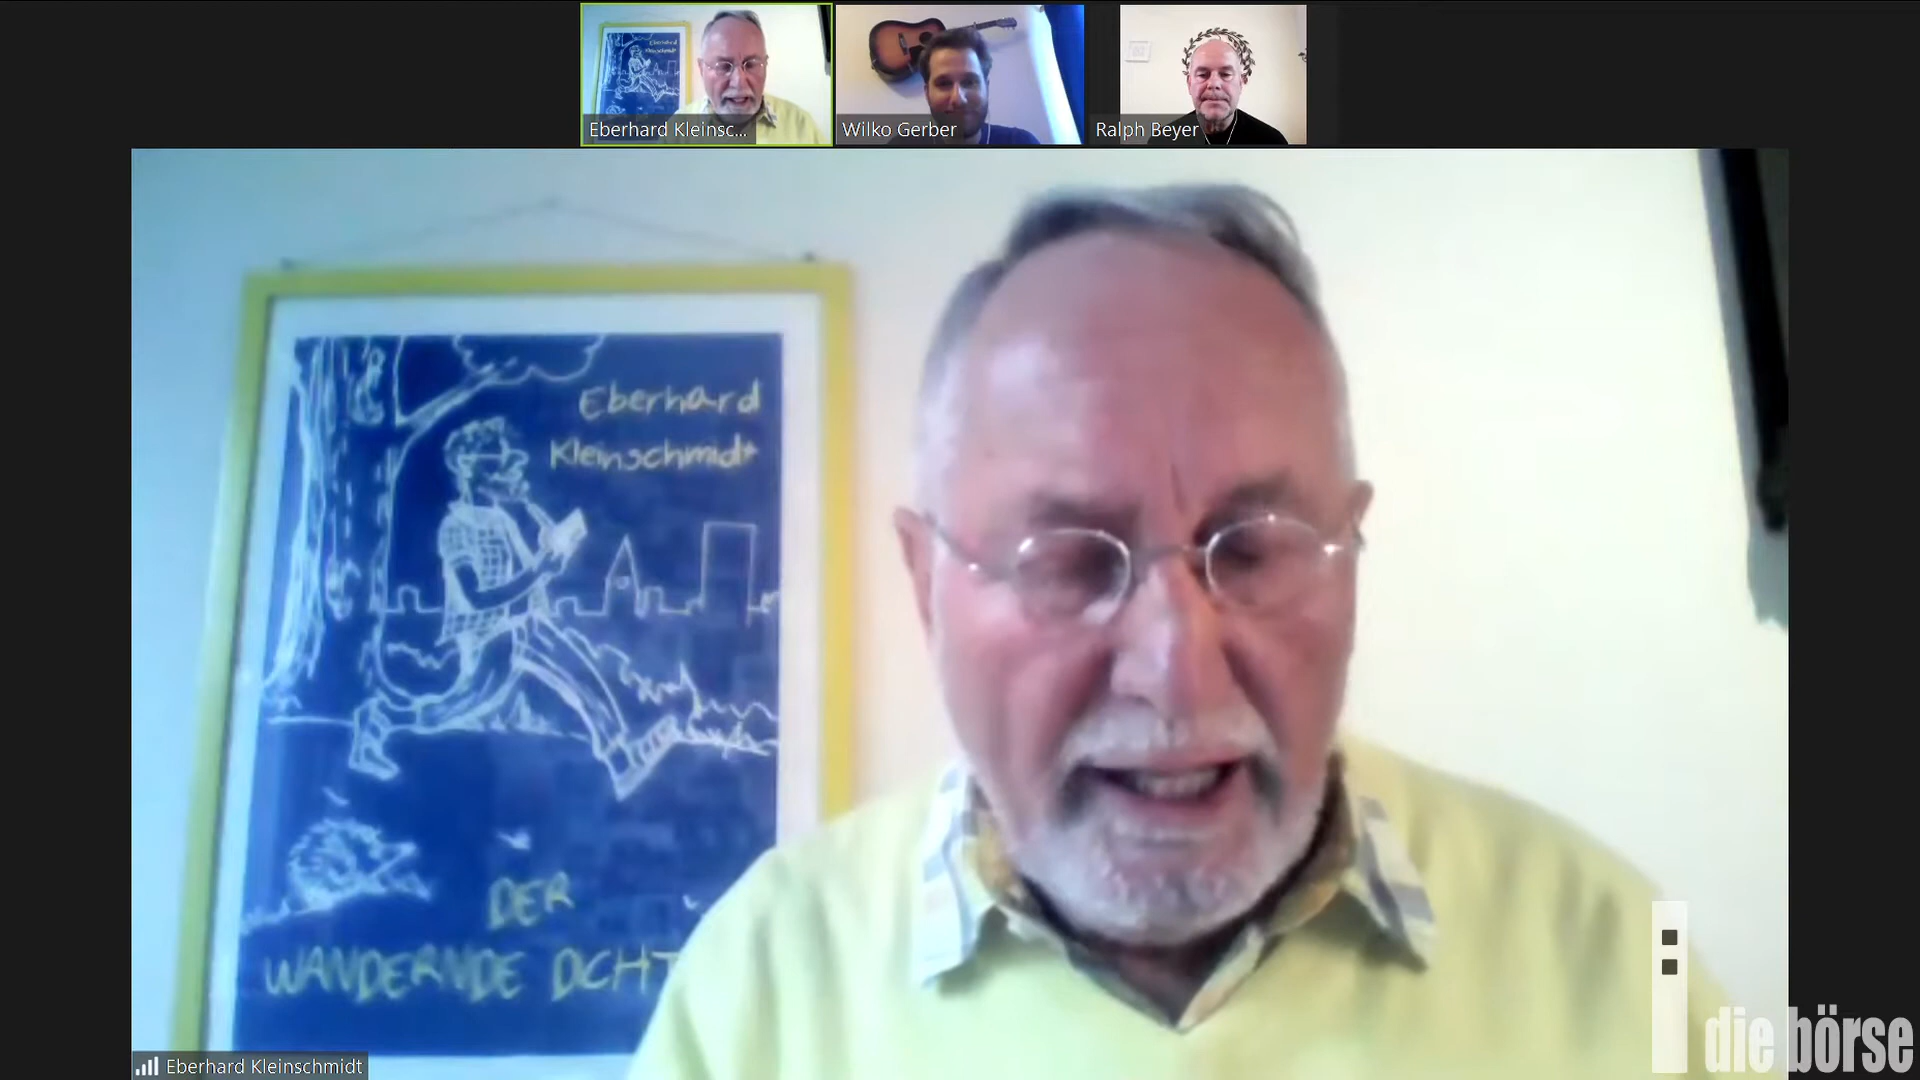 Eberhard Kleinsc...
Wilko Gerber
Ralph Beyer
Eberhard
Kleinschmidt
DER
WANDERNDE DCHT
Eberhard Kleinschmidt
die börse